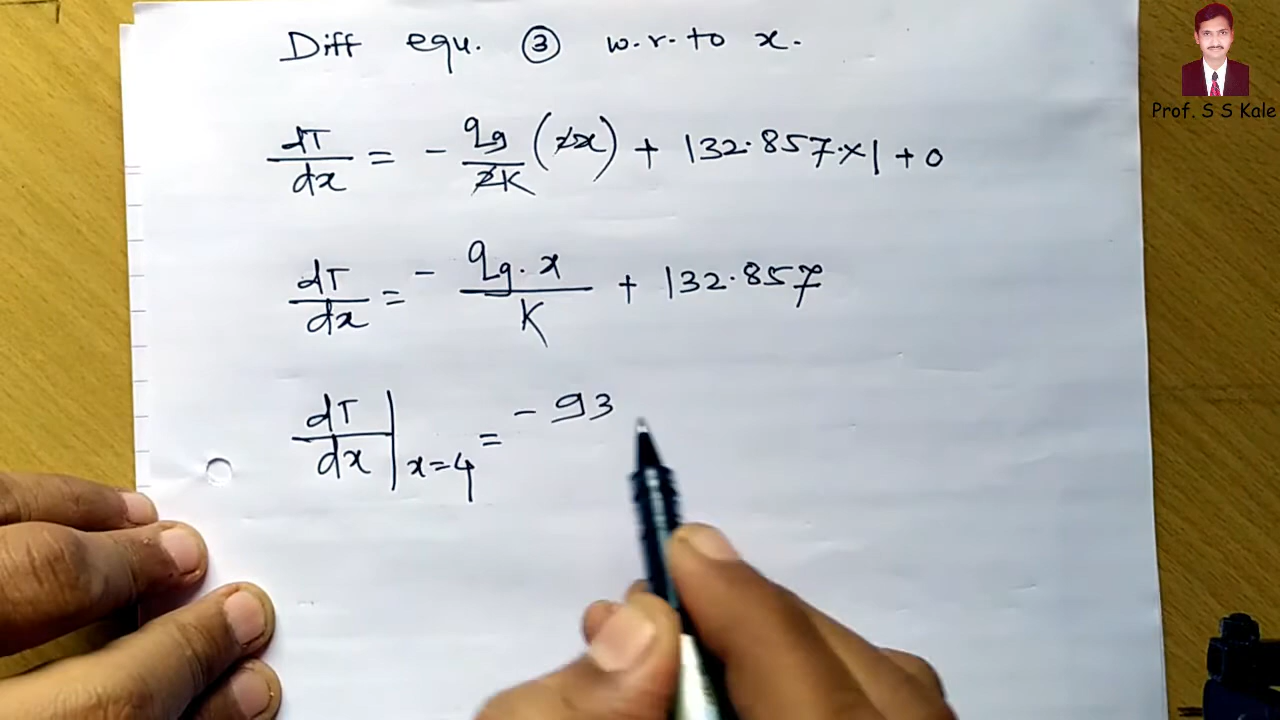 Diff equ. ③ w.r.to x.
Prof. S S Kale
dT/dx = - qg/2K (2x) + 132.857×1 + 0
dT/dx = - qg.x/K + 132.857
dT/dx|x=4 = - 93